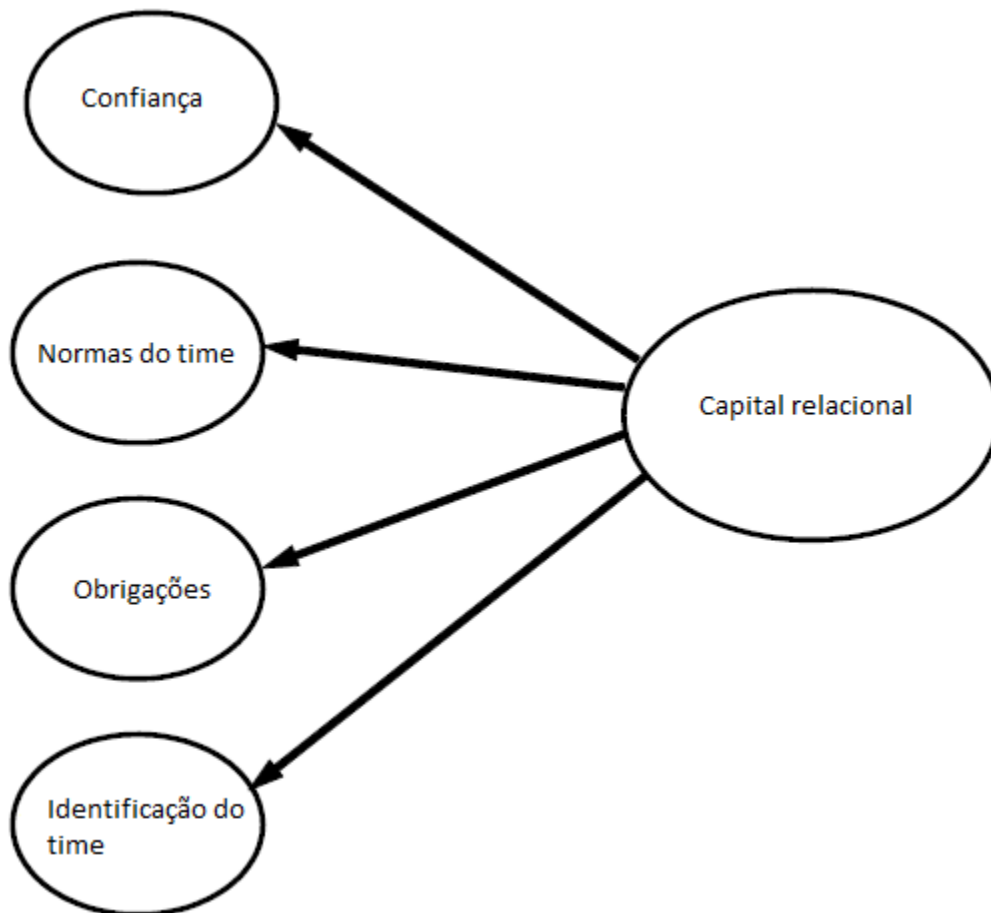 Confiança
Normas do time
Capital relacional
Obrigações
Identificação do
time